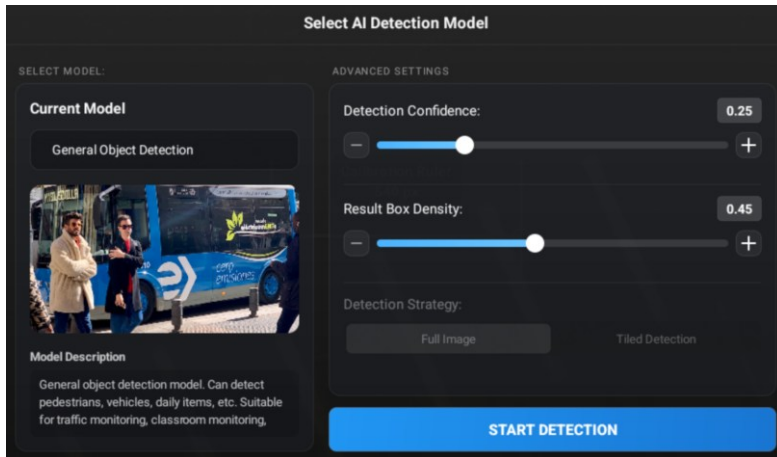 Select AI Detection Model
SELECT MODEL:
Current Model
General Object Detection
cero
emisiones
Model Description
General object detection model. Can detect
pedestrians, vehicles, daily items, etc. Suitable
for traffic monitoring, classroom monitoring,
ADVANCED SETTINGS
Detection Confidence:
0.25
Result Box Density:
0.45
Detection Strategy:
Full Image
Tiled Detection
START DETECTION